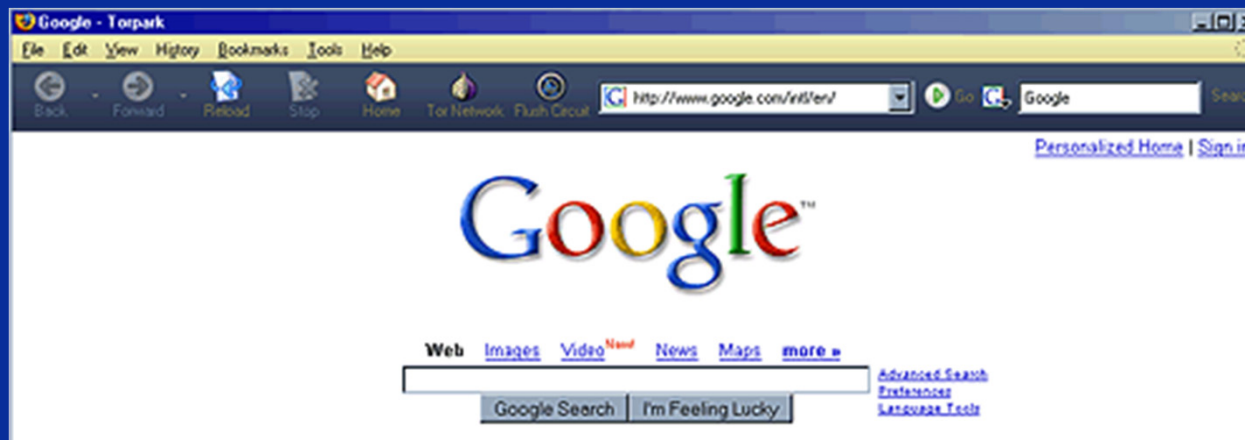 Google - Torpark
File Edit View History Bookmarks Tools Help
Back Forward Reload Stop Home Tor Network Flush Circuit http://www.google.com/intl/en/ Go Google Search
Personalized Home | Sign in
Google™
Web Images Video New! News Maps more »
Advanced Search
Preferences
Language Tools
Google Search I'm Feeling Lucky